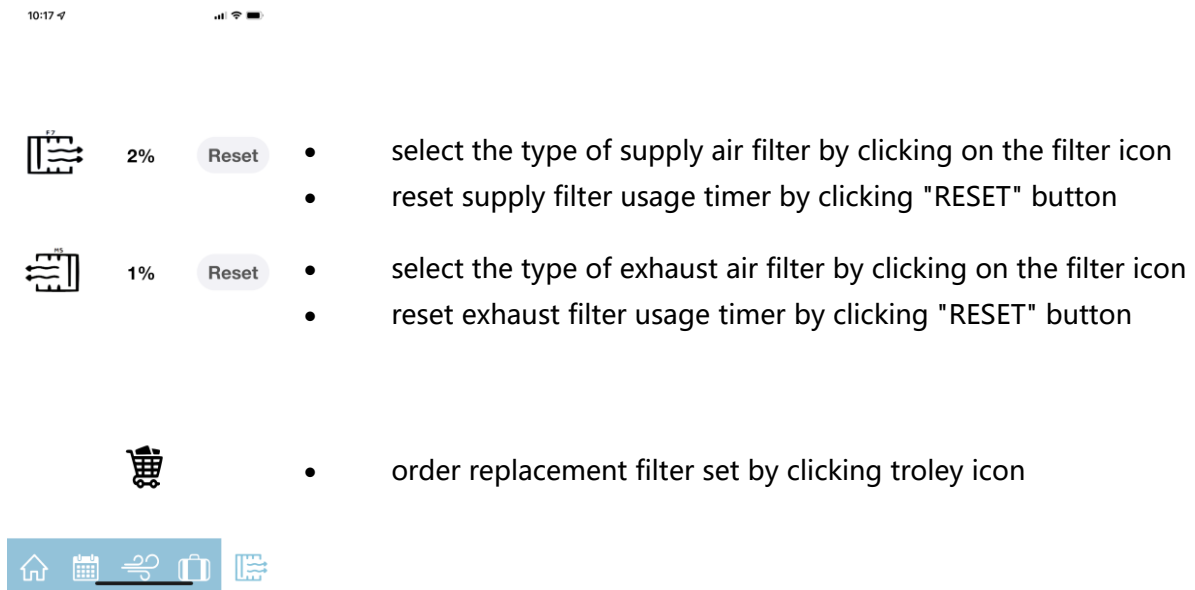 10:17
F7
2%
Reset
• select the type of supply air filter by clicking on the filter icon
• reset supply filter usage timer by clicking "RESET" button
M5
1%
Reset
• select the type of exhaust air filter by clicking on the filter icon
• reset exhaust filter usage timer by clicking "RESET" button
• order replacement filter set by clicking troley icon